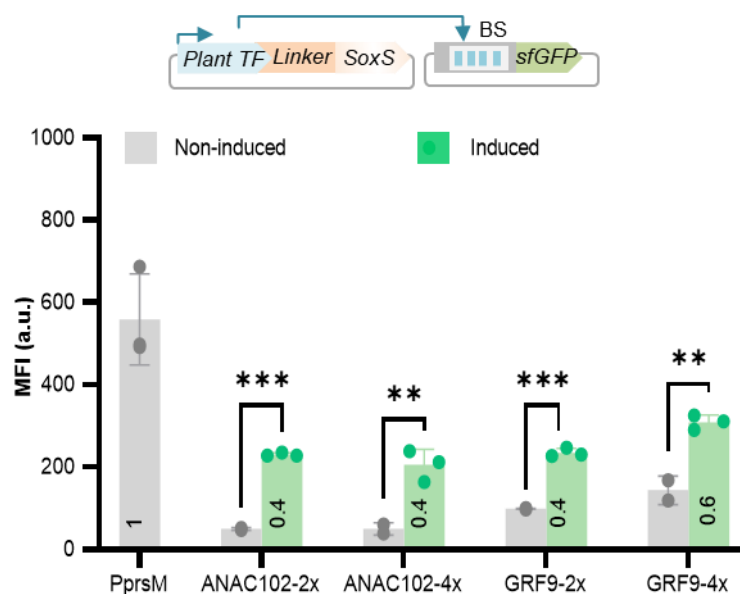 BS
Plant TF Linker SoxS sfGFP
1000
Non-induced Induced
800
600
400
200
0
MFI (a.u.)
*** ** *** **
1 0.4 0.4 0.4 0.6
PprsM ANAC102-2x ANAC102-4x GRF9-2x GRF9-4x